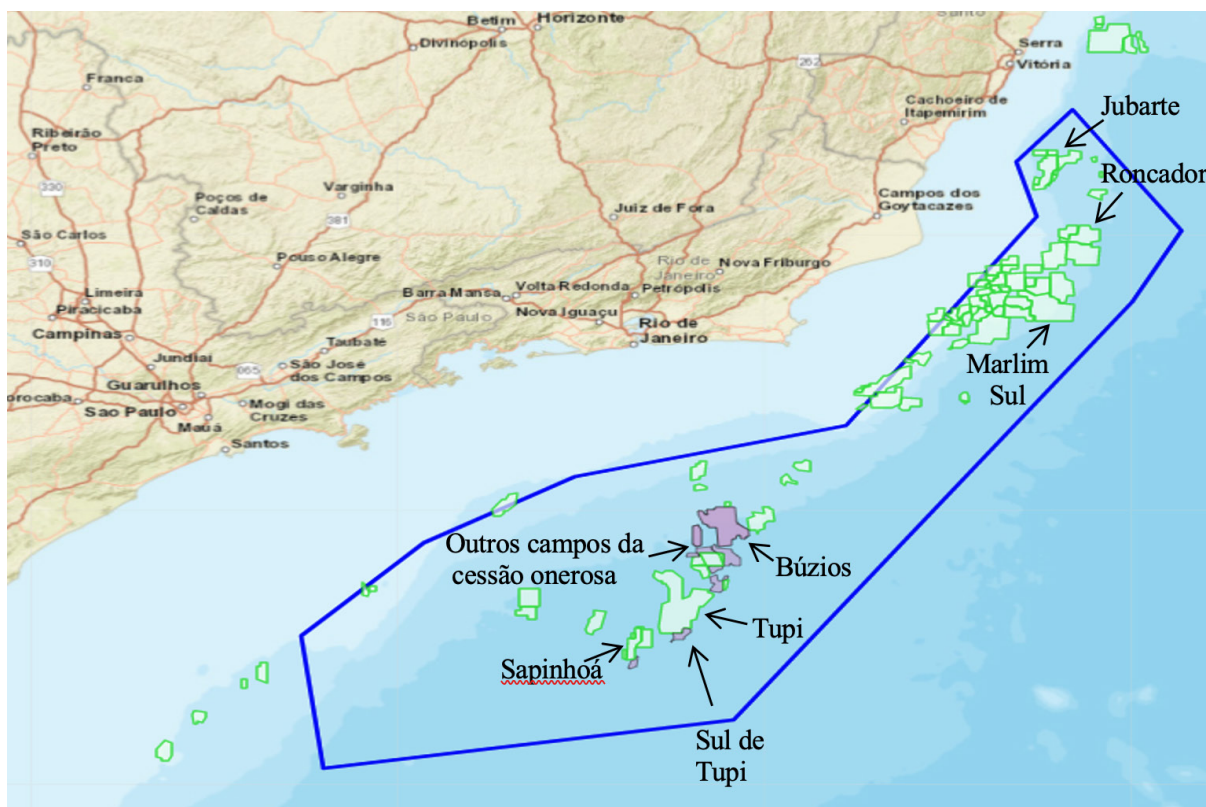 Santo
Betim
Horizonte
Divinópolis
Serra
Vitória
262
Franca
Cachoeiro de
Itapemirim
Jubarte
Ribeirão
Preto
330
Roncador
Poços de
Caldas
Varginha
381
Juiz de Fora
Campos dos
Goytacazes
São Carlos
310
Pouso Alegre
Rio de
Janeiro
Nova Friburgo
Limeira
Piracicaba
Barra Mansa
Volta Redonda
Petrópolis
Campinas
116
São Paulo
Nova Iguaçu
Rio de
Janeiro
Jundiaí
Taubaté
065
São José
dos Campos
Guarulhos
orocaba
Sao Paulo
Mogi das
Cruzes
Mauá
Santos
Marlim
Sul
Outros campos da
cessão onerosa
Búzios
Tupi
Sapinhoá
Sul de
Tupi